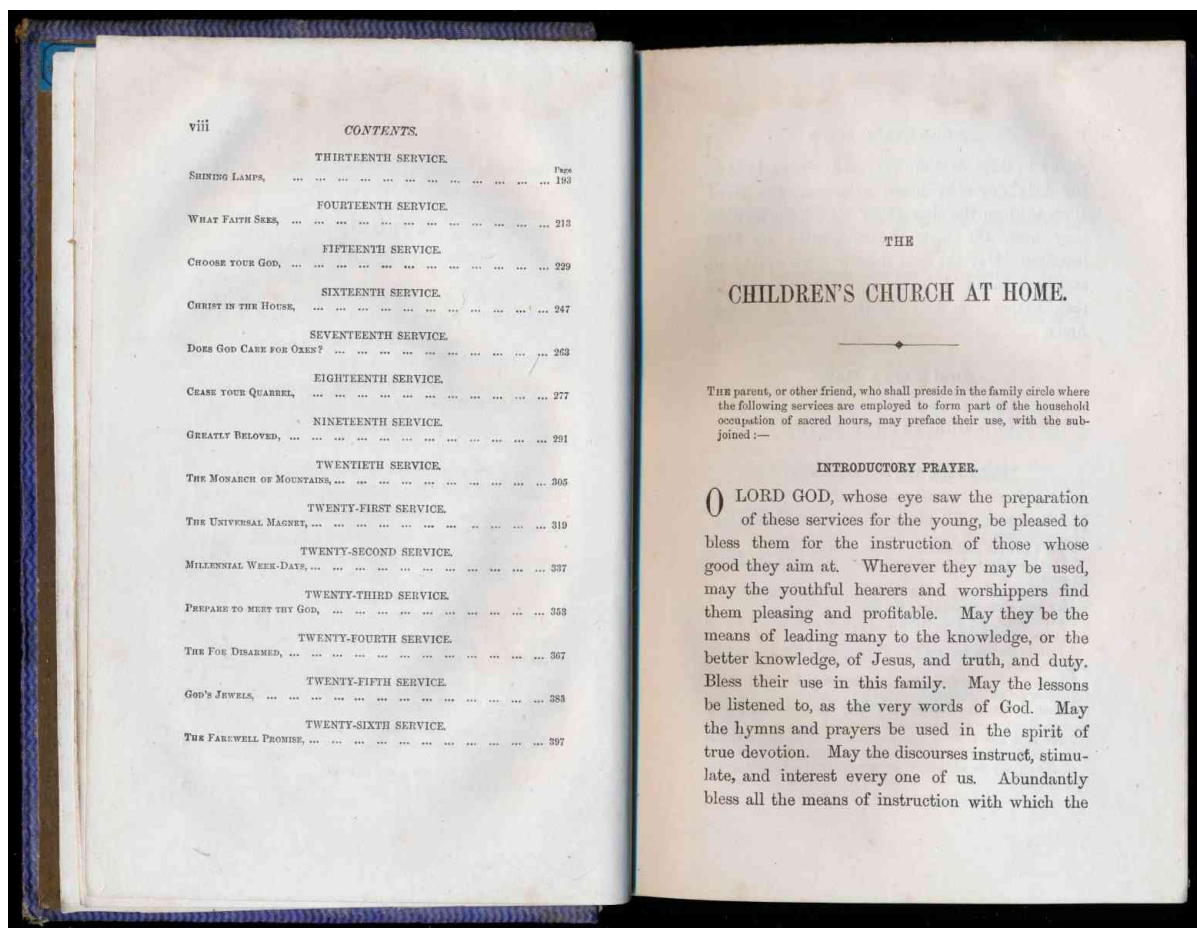 viii
CONTENTS.
THIRTEENTH SERVICE.
Page
SHINING LAMPS, ... ... ... ... ... ... ... ... ... ... ... ... 193
FOURTEENTH SERVICE.
WHAT FAITH SEES, ... ... ... ... ... ... ... ... ... ... ... ... 213
FIFTEENTH SERVICE.
CHOOSE YOUR GOD, ... ... ... ... ... ... ... ... ... ... ... ... 229
SIXTEENTH SERVICE.
CHRIST IN THE HOUSE, ... ... ... ... ... ... ... ... ... ... ... 247
SEVENTEENTH SERVICE.
DOES GOD CARE FOR OXEN? ... ... ... ... ... ... ... ... ... ... 263
EIGHTEENTH SERVICE.
CEASE YOUR QUARREL, ... ... ... ... ... ... ... ... ... ... ... 277
NINETEENTH SERVICE.
GREATLY BELOVED, ... ... ... ... ... ... ... ... ... ... ... ... 291
TWENTIETH SERVICE.
THE MONARCH OF MOUNTAINS, ... ... ... ... ... ... ... ... ... ... 305
TWENTY-FIRST SERVICE.
THE UNIVERSAL MAGNET, ... ... ... ... ... ... ... ... ... ... ... 319
TWENTY-SECOND SERVICE.
MILLENNIAL WEEK-DAYS, ... ... ... ... ... ... ... ... ... ... ... 337
TWENTY-THIRD SERVICE.
PREPARE TO MEET THY GOD, ... ... ... ... ... ... ... ... ... ... 353
TWENTY-FOURTH SERVICE.
THE FOE DISARMED, ... ... ... ... ... ... ... ... ... ... ... ... 367
TWENTY-FIFTH SERVICE.
GOD'S JEWELS, ... ... ... ... ... ... ... ... ... ... ... ... ... 383
TWENTY-SIXTH SERVICE.
THE FAREWELL PROMISE, ... ... ... ... ... ... ... ... ... ... ... 397
THE
CHILDREN'S CHURCH AT HOME.
THE parent, or other friend, who shall preside in the family circle where
the following services are employed to form part of the household
occupation of sacred hours, may preface their use, with the sub-
joined :—
INTRODUCTORY PRAYER.
O LORD GOD, whose eye saw the preparation
of these services for the young, be pleased to
bless them for the instruction of those whose
good they aim at. Wherever they may be used,
may the youthful hearers and worshippers find
them pleasing and profitable. May they be the
means of leading many to the knowledge, or the
better knowledge, of Jesus, and truth, and duty.
Bless their use in this family. May the lessons
be listened to, as the very words of God. May
the hymns and prayers be used in the spirit of
true devotion. May the discourses instruct, stimu-
late, and interest every one of us. Abundantly
bless all the means of instruction with which the